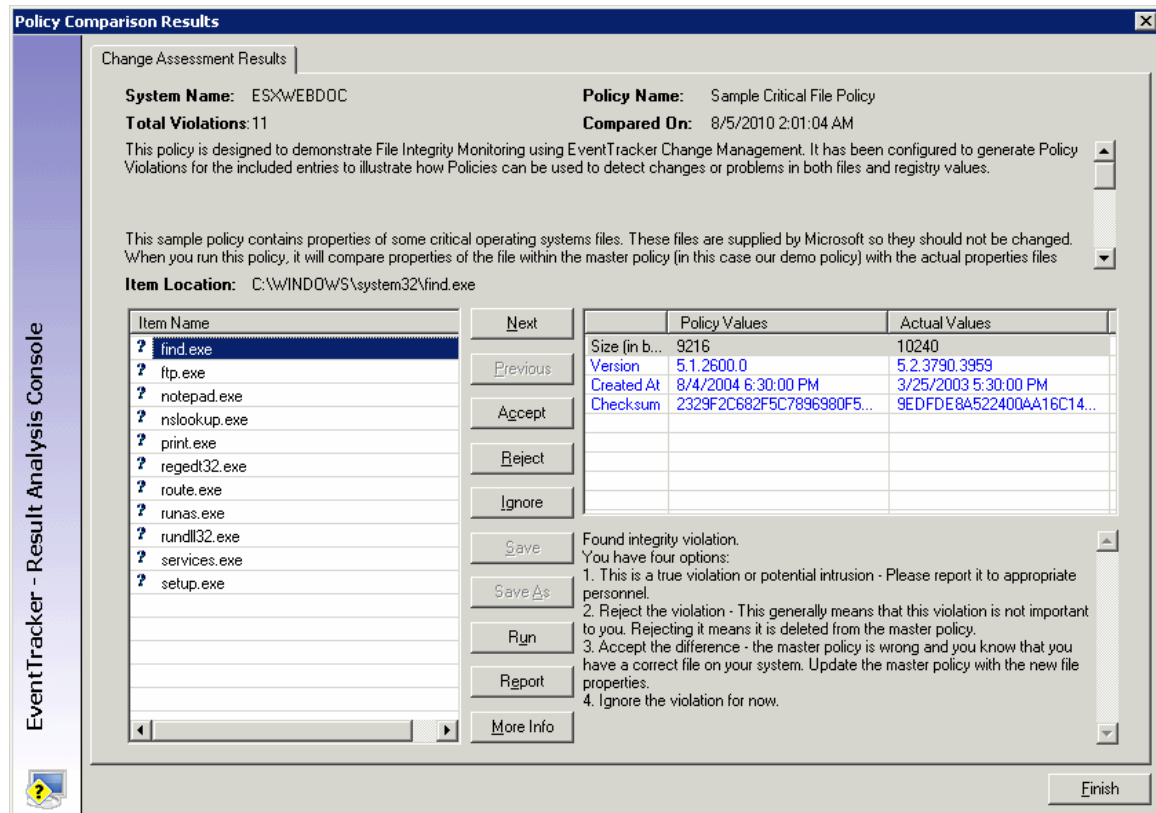 Policy Comparison Results
EventTracker - Result Analysis Console
Change Assessment Results
System Name: ESXWEBDOC
Policy Name: Sample Critical File Policy
Total Violations: 11
Compared On: 8/5/2010 2:01:04 AM
This policy is designed to demonstrate File Integrity Monitoring using EventTracker Change Management. It has been configured to generate Policy
Violations for the included entries to illustrate how Policies can be used to detect changes or problems in both files and registry values.
This sample policy contains properties of some critical operating systems files. These files are supplied by Microsoft so they should not be changed.
When you run this policy, it will compare properties of the file within the master policy (in this case our demo policy) with the actual properties files
Item Location: C:\WINDOWS\system32\find.exe
Item Name
? find.exe
? ftp.exe
? notepad.exe
? nslookup.exe
? print.exe
? regedt32.exe
? route.exe
? runas.exe
? rundll32.exe
? services.exe
? setup.exe
Next
Previous
Accept
Reject
Ignore
Save
Save As
Run
Report
More Info
Policy Values Actual Values
Size (in b... 9216 10240
Version 5.1.2600.0 5.2.3790.3959
Created At 8/4/2004 6:30:00 PM 3/25/2003 5:30:00 PM
Checksum 2329F2C682F5C7896980F5... 9EDFDE8A522400AA16C14...
Found integrity violation.
You have four options:
1. This is a true violation or potential intrusion - Please report it to appropriate
personnel.
2. Reject the violation - This generally means that this violation is not important
to you. Rejecting it means it is deleted from the master policy.
3. Accept the difference - the master policy is wrong and you know that you
have a correct file on your system. Update the master policy with the new file
properties.
4. Ignore the violation for now.
Finish